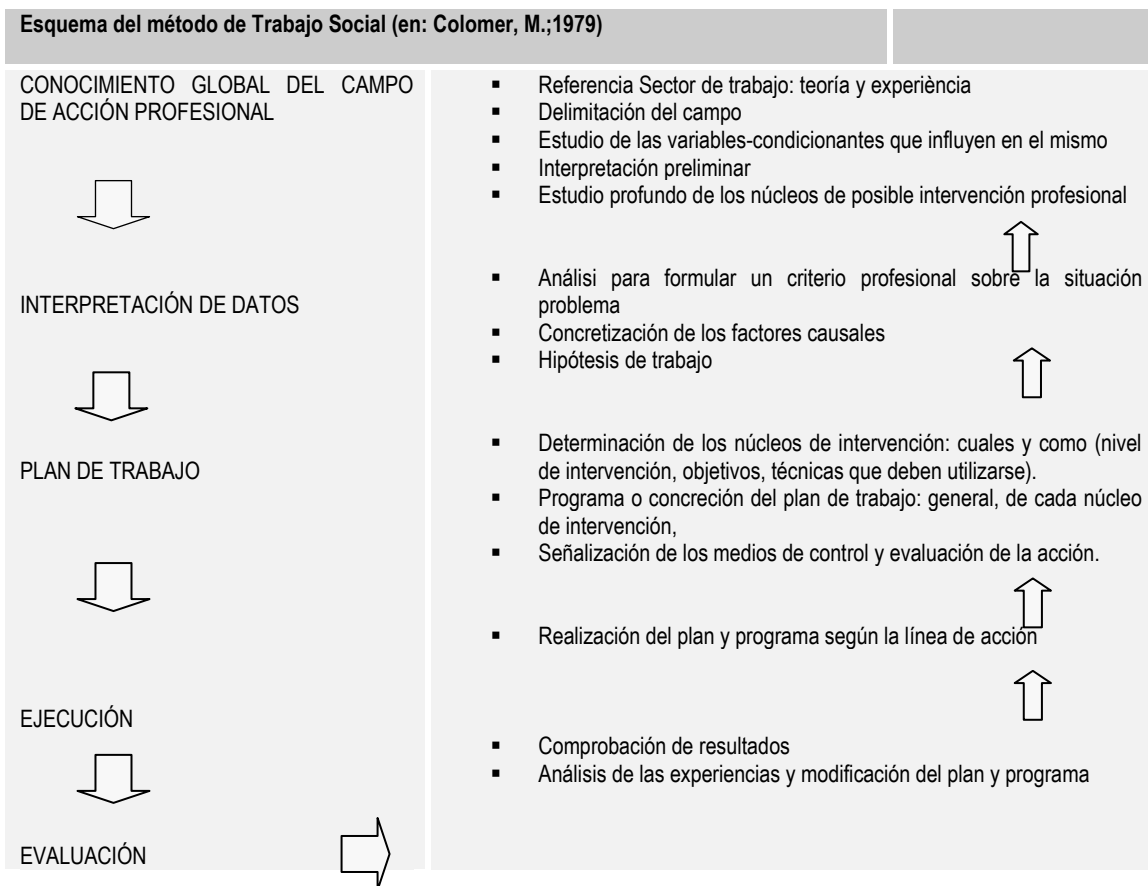 Esquema del método de Trabajo Social (en: Colomer, M.;1979)
CONOCIMIENTO GLOBAL DEL CAMPO
DE ACCIÓN PROFESIONAL
▪ Referencia Sector de trabajo: teoría y experiència
▪ Delimitación del campo
▪ Estudio de las variables-condicionantes que influyen en el mismo
▪ Interpretación preliminar
▪ Estudio profundo de los núcleos de posible intervención profesional
INTERPRETACIÓN DE DATOS
▪ Análisi para formular un criterio profesional sobre la situación
problema
▪ Concretización de los factores causales
▪ Hipótesis de trabajo
PLAN DE TRABAJO
▪ Determinación de los núcleos de intervención: cuales y como (nivel
de intervención, objetivos, técnicas que deben utilizarse).
▪ Programa o concreción del plan de trabajo: general, de cada núcleo
de intervención,
▪ Señalización de los medios de control y evaluación de la acción.
▪ Realización del plan y programa según la línea de acción
EJECUCIÓN
▪ Comprobación de resultados
▪ Análisis de las experiencias y modificación del plan y programa
EVALUACIÓN